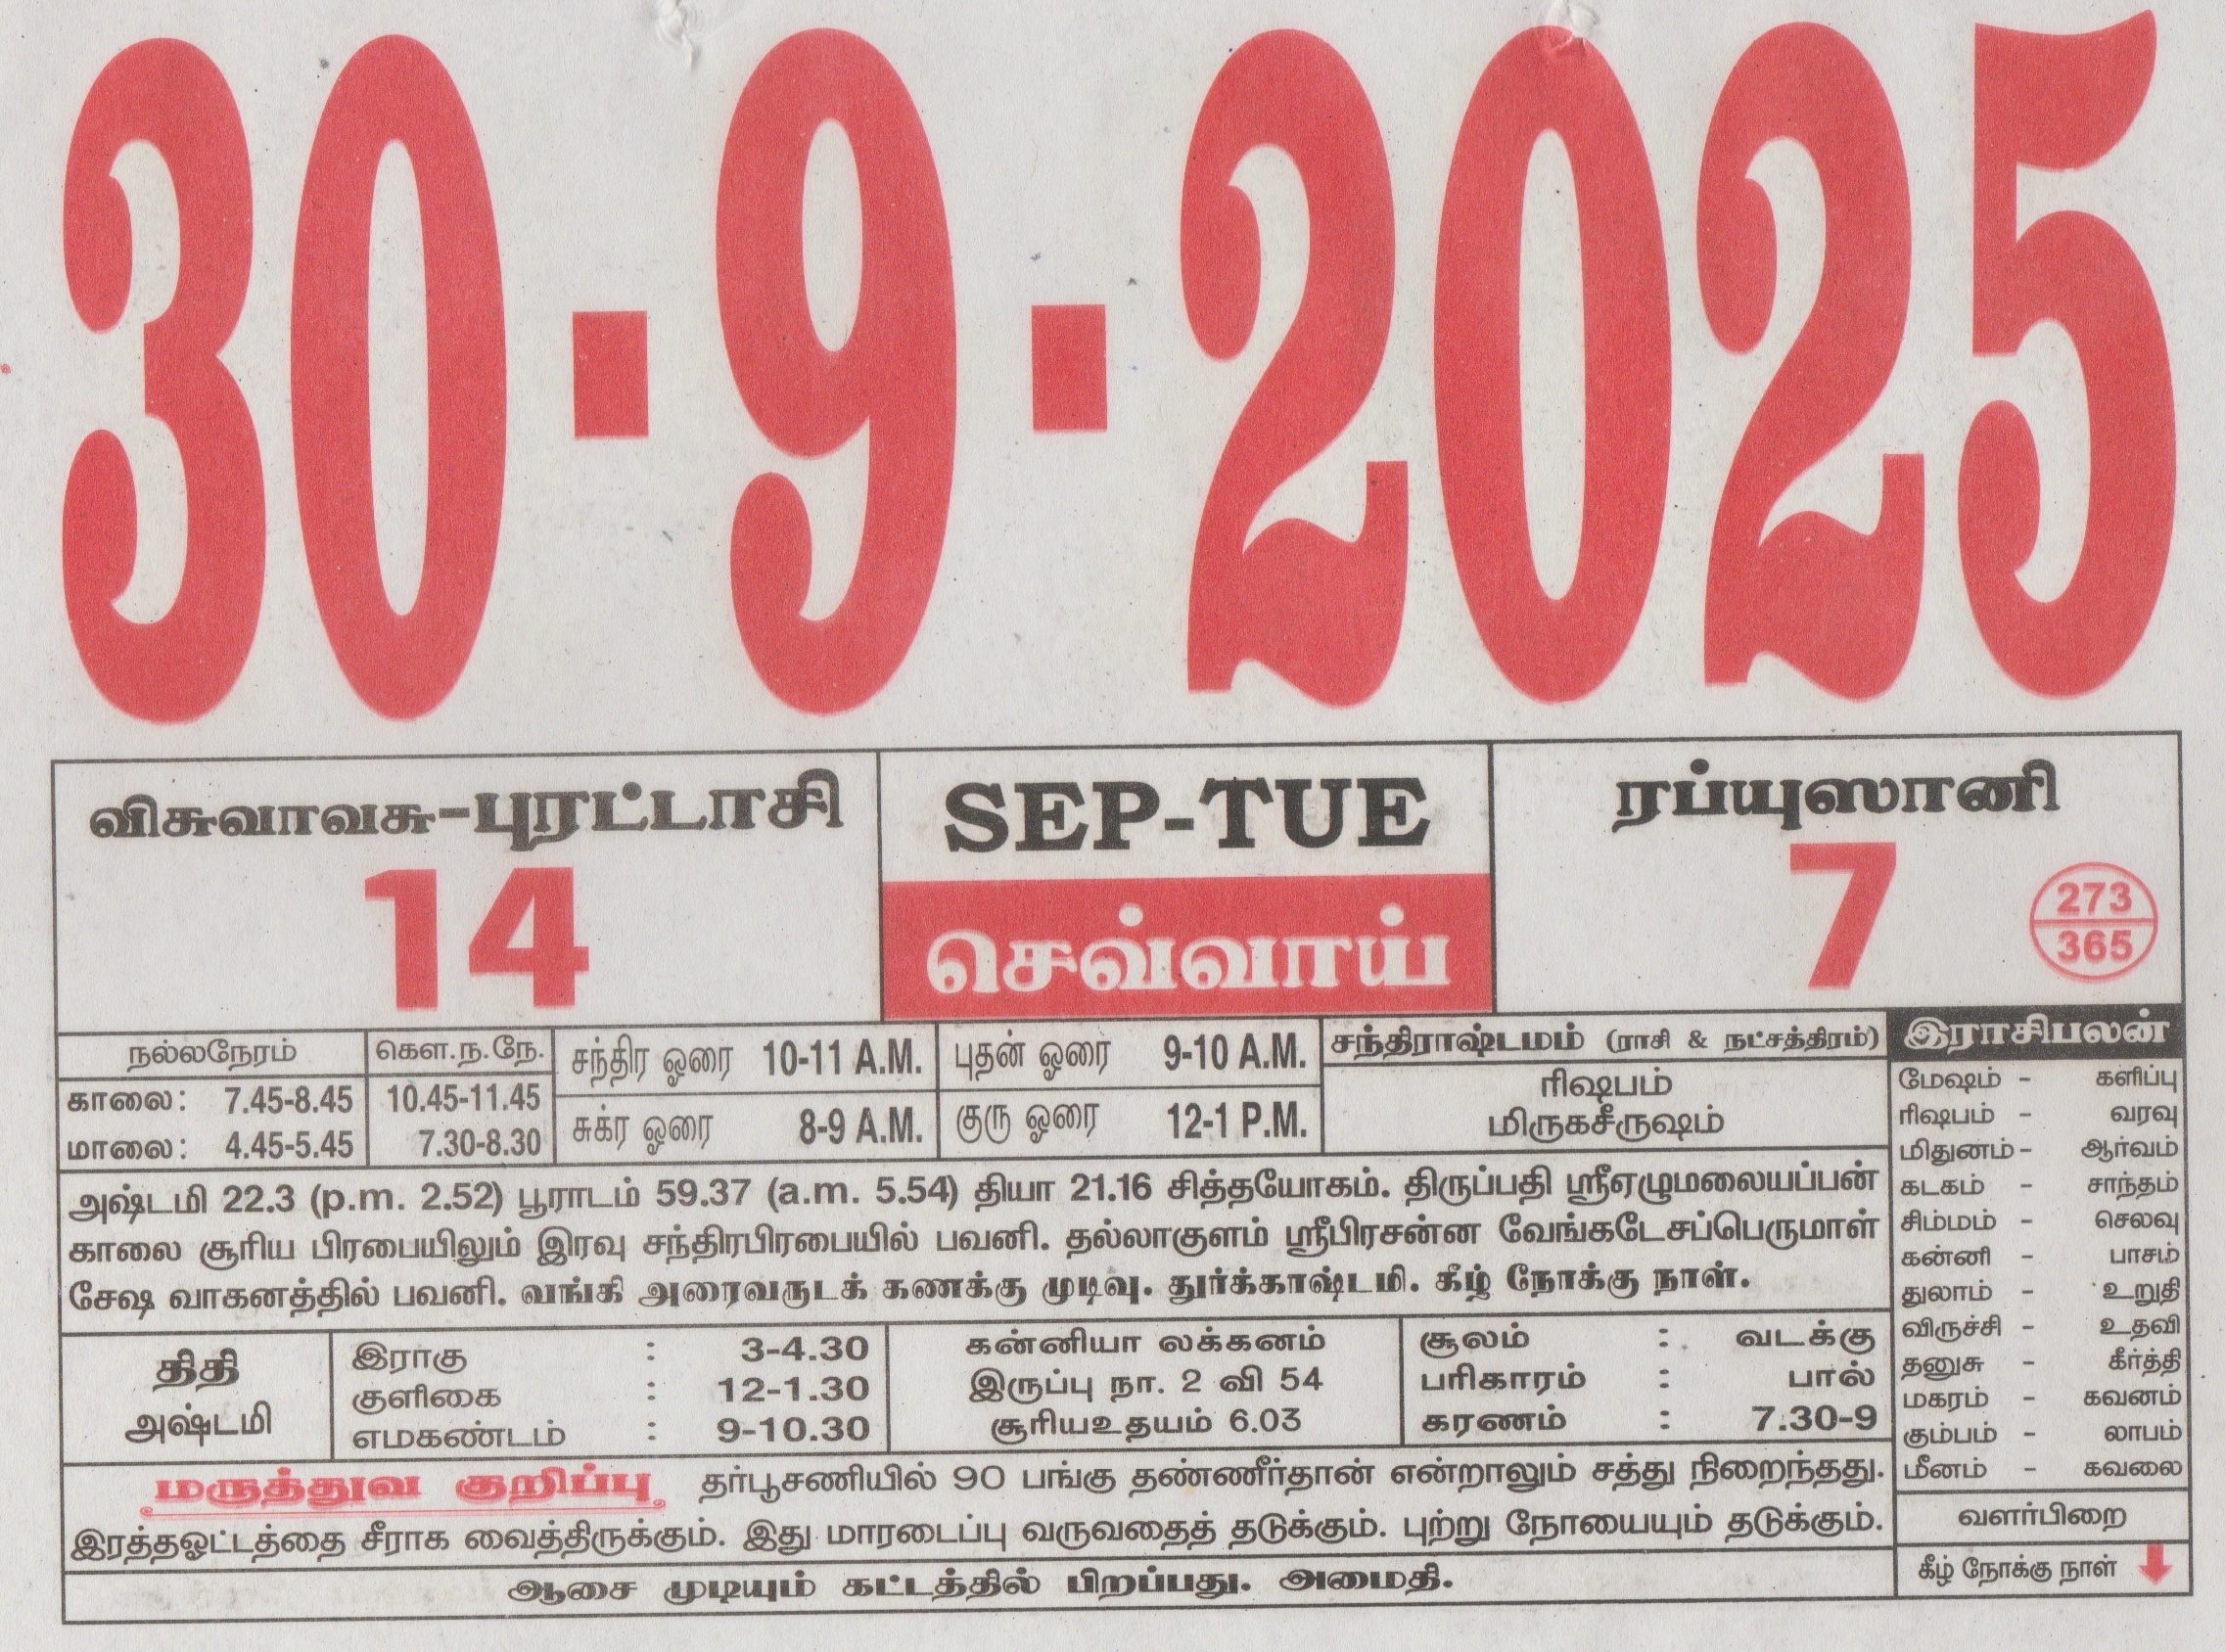 30-9-2025
விசுவாவசு-புரட்டாசி
14
SEP-TUE
செவ்வாய்
ரப்யுஸானி
7
273
365
நல்லநேரம்
காலை: 7.45-8.45
மாலை: 4.45-5.45
கௌ.ந.நே.
10.45-11.45
7.30-8.30
சந்திர ஓரை 10-11 A.M.
சுக்ர ஓரை 8-9 A.M.
புதன் ஓரை 9-10 A.M.
குரு ஓரை 12-1 P.M.
சந்திராஷ்டமம் (ராசி & நட்சத்திரம்)
ரிஷபம்
மிருகசீருஷம்
அஷ்டமி 22.3 (p.m. 2.52) பூராடம் 59.37 (a.m. 5.54) தியா 21.16 சித்தயோகம். திருப்பதி ஸ்ரீஏழுமலையப்பன்
காலை சூரிய பிரபையிலும் இரவு சந்திரபிரபையில் பவனி. தல்லாகுளம் ஸ்ரீபிரசன்ன வேங்கடேசப்பெருமாள்
சேஷ வாகனத்தில் பவனி. வங்கி அரைவருடக் கணக்கு முடிவு. துர்க்காஷ்டமி. கீழ் நோக்கு நாள்.
திதி
அஷ்டமி
இராகு : 3-4.30
குளிகை : 12-1.30
எமகண்டம் : 9-10.30
கன்னியா லக்கனம்
இருப்பு நா. 2 வி 54
சூரியஉதயம் 6.03
சூலம் : வடக்கு
பரிகாரம் : பால்
கரணம் : 7.30-9
மருத்துவ குறிப்பு தர்பூசணியில் 90 பங்கு தண்ணீர்தான் என்றாலும் சத்து நிறைந்தது.
இரத்தஓட்டத்தை சீராக வைத்திருக்கும். இது மாரடைப்பு வருவதைத் தடுக்கும். புற்று நோயையும் தடுக்கும்.
ஆசை முடியும் கட்டத்தில் பிறப்பது. அமைதி.
இராசிபலன்
மேஷம் - களிப்பு
ரிஷபம் - வரவு
மிதுனம் - ஆர்வம்
கடகம் - சாந்தம்
சிம்மம் - செலவு
கன்னி - பாசம்
துலாம் - உறுதி
விருச்சி - உதவி
தனுசு - கீர்த்தி
மகரம் - கவனம்
கும்பம் - லாபம்
மீனம் - கவலை
வளர்பிறை
கீழ் நோக்கு நாள்